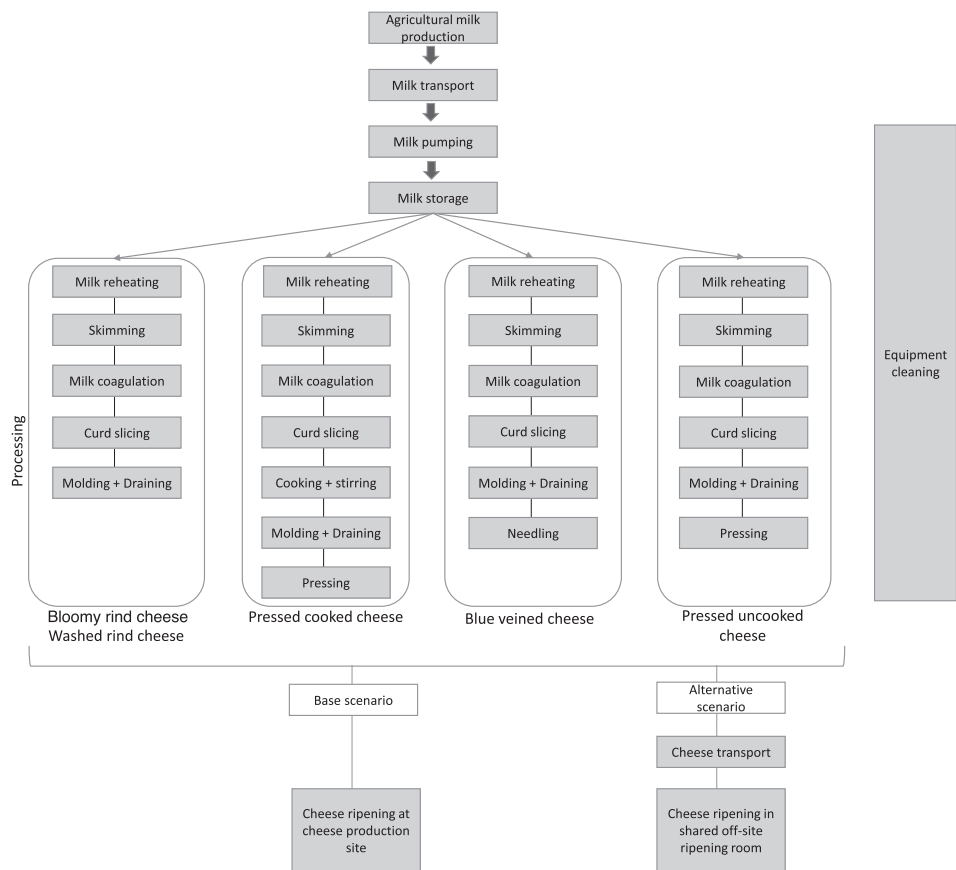 Agricultural milk
production
Milk transport
Milk pumping
Milk storage
Processing
Milk reheating
Skimming
Milk coagulation
Curd slicing
Molding + Draining
Bloomy rind cheese
Washed rind cheese
Milk reheating
Skimming
Milk coagulation
Curd slicing
Cooking + stirring
Molding + Draining
Pressing
Pressed cooked cheese
Milk reheating
Skimming
Milk coagulation
Curd slicing
Molding + Draining
Needling
Blue veined cheese
Milk reheating
Skimming
Milk coagulation
Curd slicing
Molding + Draining
Pressing
Pressed uncooked
cheese
Equipment
cleaning
Base scenario
Cheese ripening at
cheese production
site
Alternative
scenario
Cheese transport
Cheese ripening in
shared off-site
ripening room